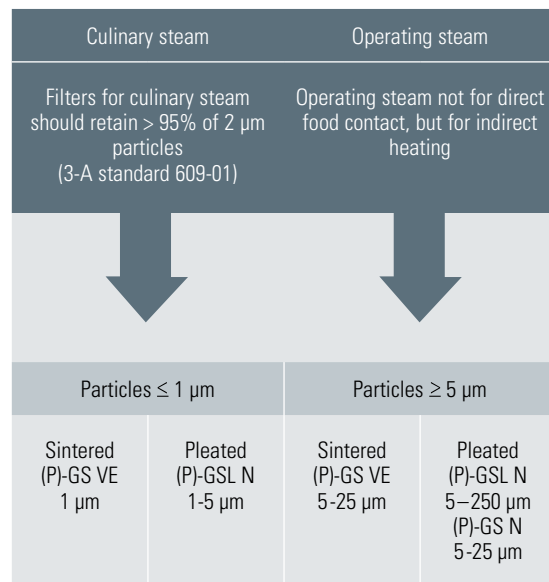 Culinary steam
Operating steam
Filters for culinary steam
should retain > 95% of 2 µm
particles
(3-A standard 609-01)
Operating steam not for direct
food contact, but for indirect
heating
Particles ≤ 1 µm
Particles ≥ 5 µm
Sintered
(P)-GS VE
1 µm
Pleated
(P)-GSL N
1-5 µm
Sintered
(P)-GS VE
5-25 µm
Pleated
(P)-GSL N
5–250 µm
(P)-GS N
5-25 µm